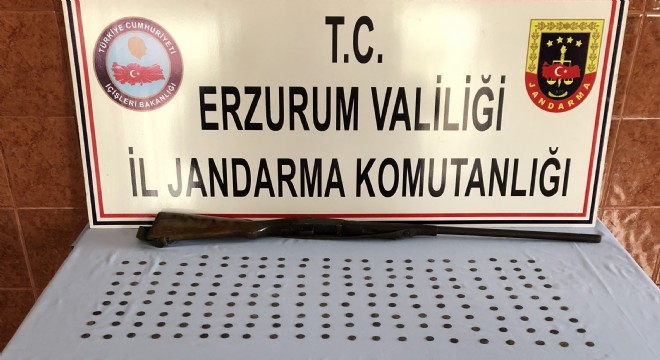 T.C.
ERZURUM VALİLİĞİ
İL JANDARMA KOMUTANLIĞI
TÜRKİYE CUMHURİYETİ
İÇİŞLERİ BAKANLIĞI
JANDARMA